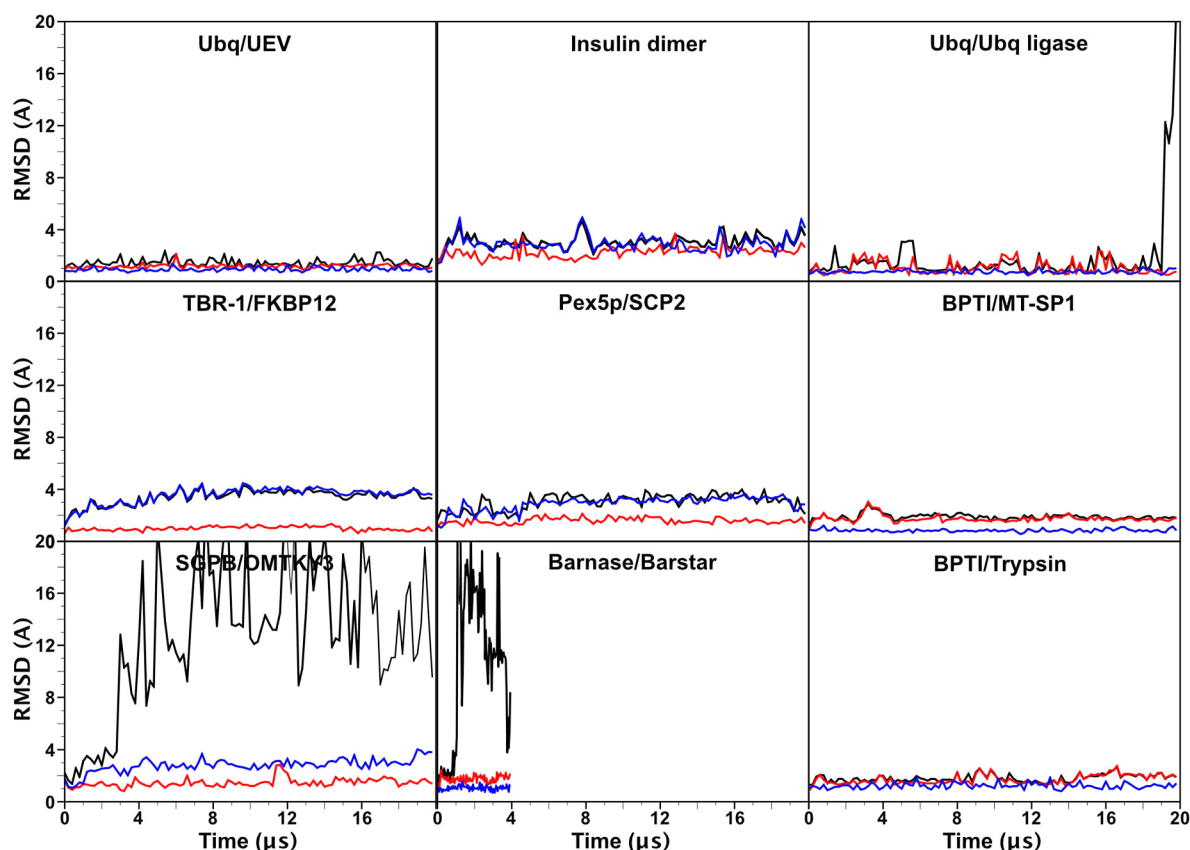 Ubq/UEV Insulin dimer Ubq/Ubq ligase
RMSD (A)
20
16
12
8
4
0
TBR-1/FKBP12 Pex5p/SCP2 BPTI/MT-SP1
RMSD (A)
16
12
8
4
0
SGPB/OMTKY3 Barnase/Barstar BPTI/Trypsin
RMSD (A)
20
16
12
8
4
0
0 4 8 12 16 0 4 8 12 16 0 4 8 12 16 20
Time (μs) Time (μs) Time (μs)